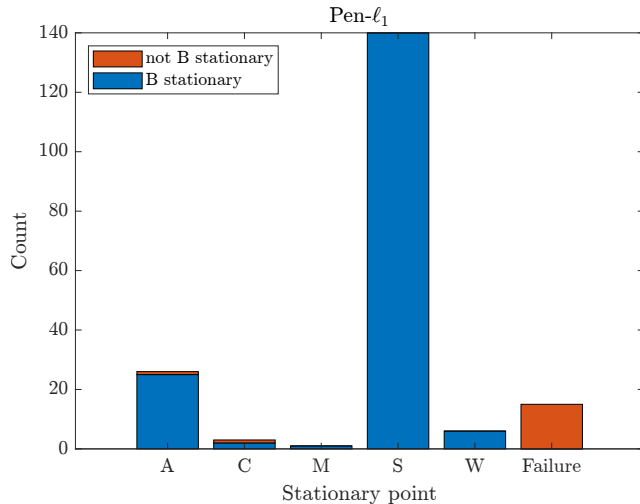 Pen-ℓ₁
not B stationary
B stationary
140
120
100
80
60
40
20
0
Count
A C M S W Failure
Stationary point